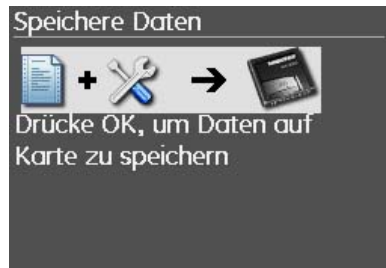 Speichere Daten
Drücke OK, um Daten auf
Karte zu speichern